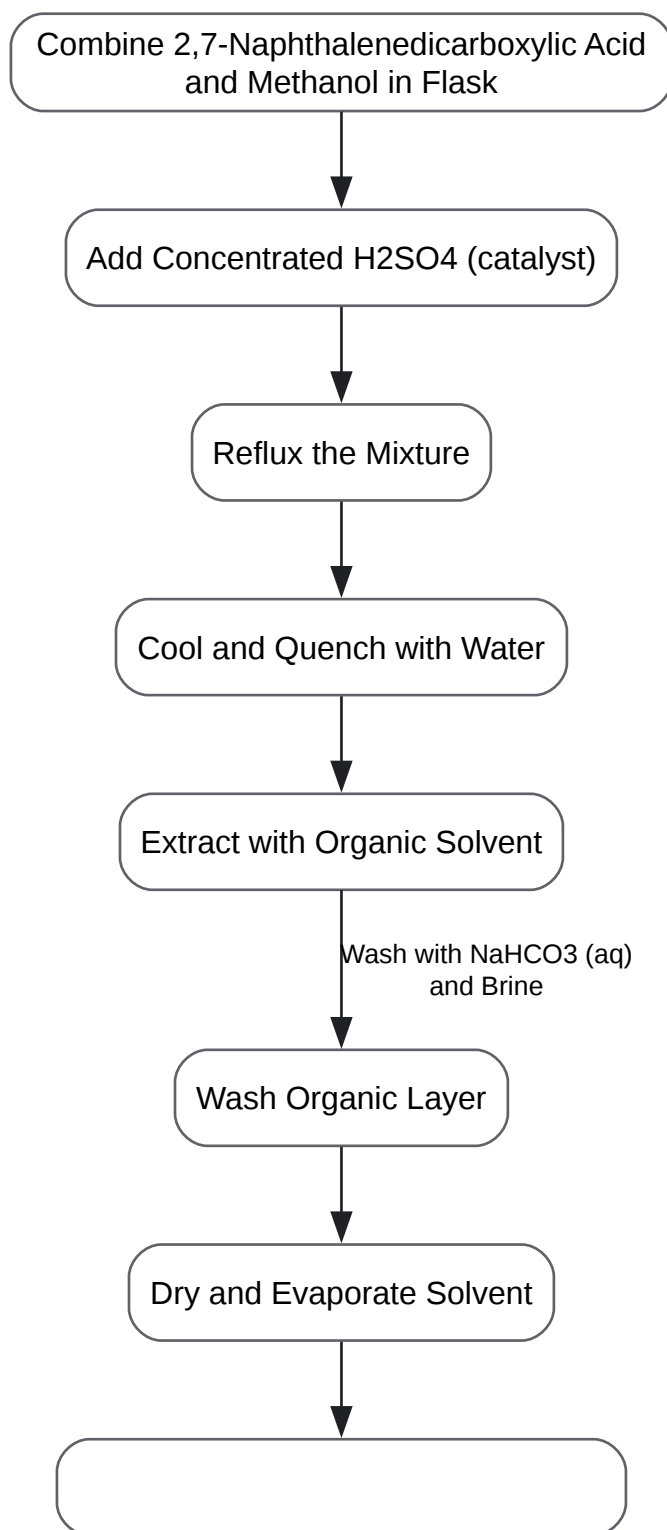 Combine 2,7-Naphthalenedicarboxylic Acid
and Methanol in Flask
Add Concentrated H2SO4 (catalyst)
Reflux the Mixture
Cool and Quench with Water
Extract with Organic Solvent
Wash with NaHCO3 (aq)
and Brine
Wash Organic Layer
Dry and Evaporate Solvent